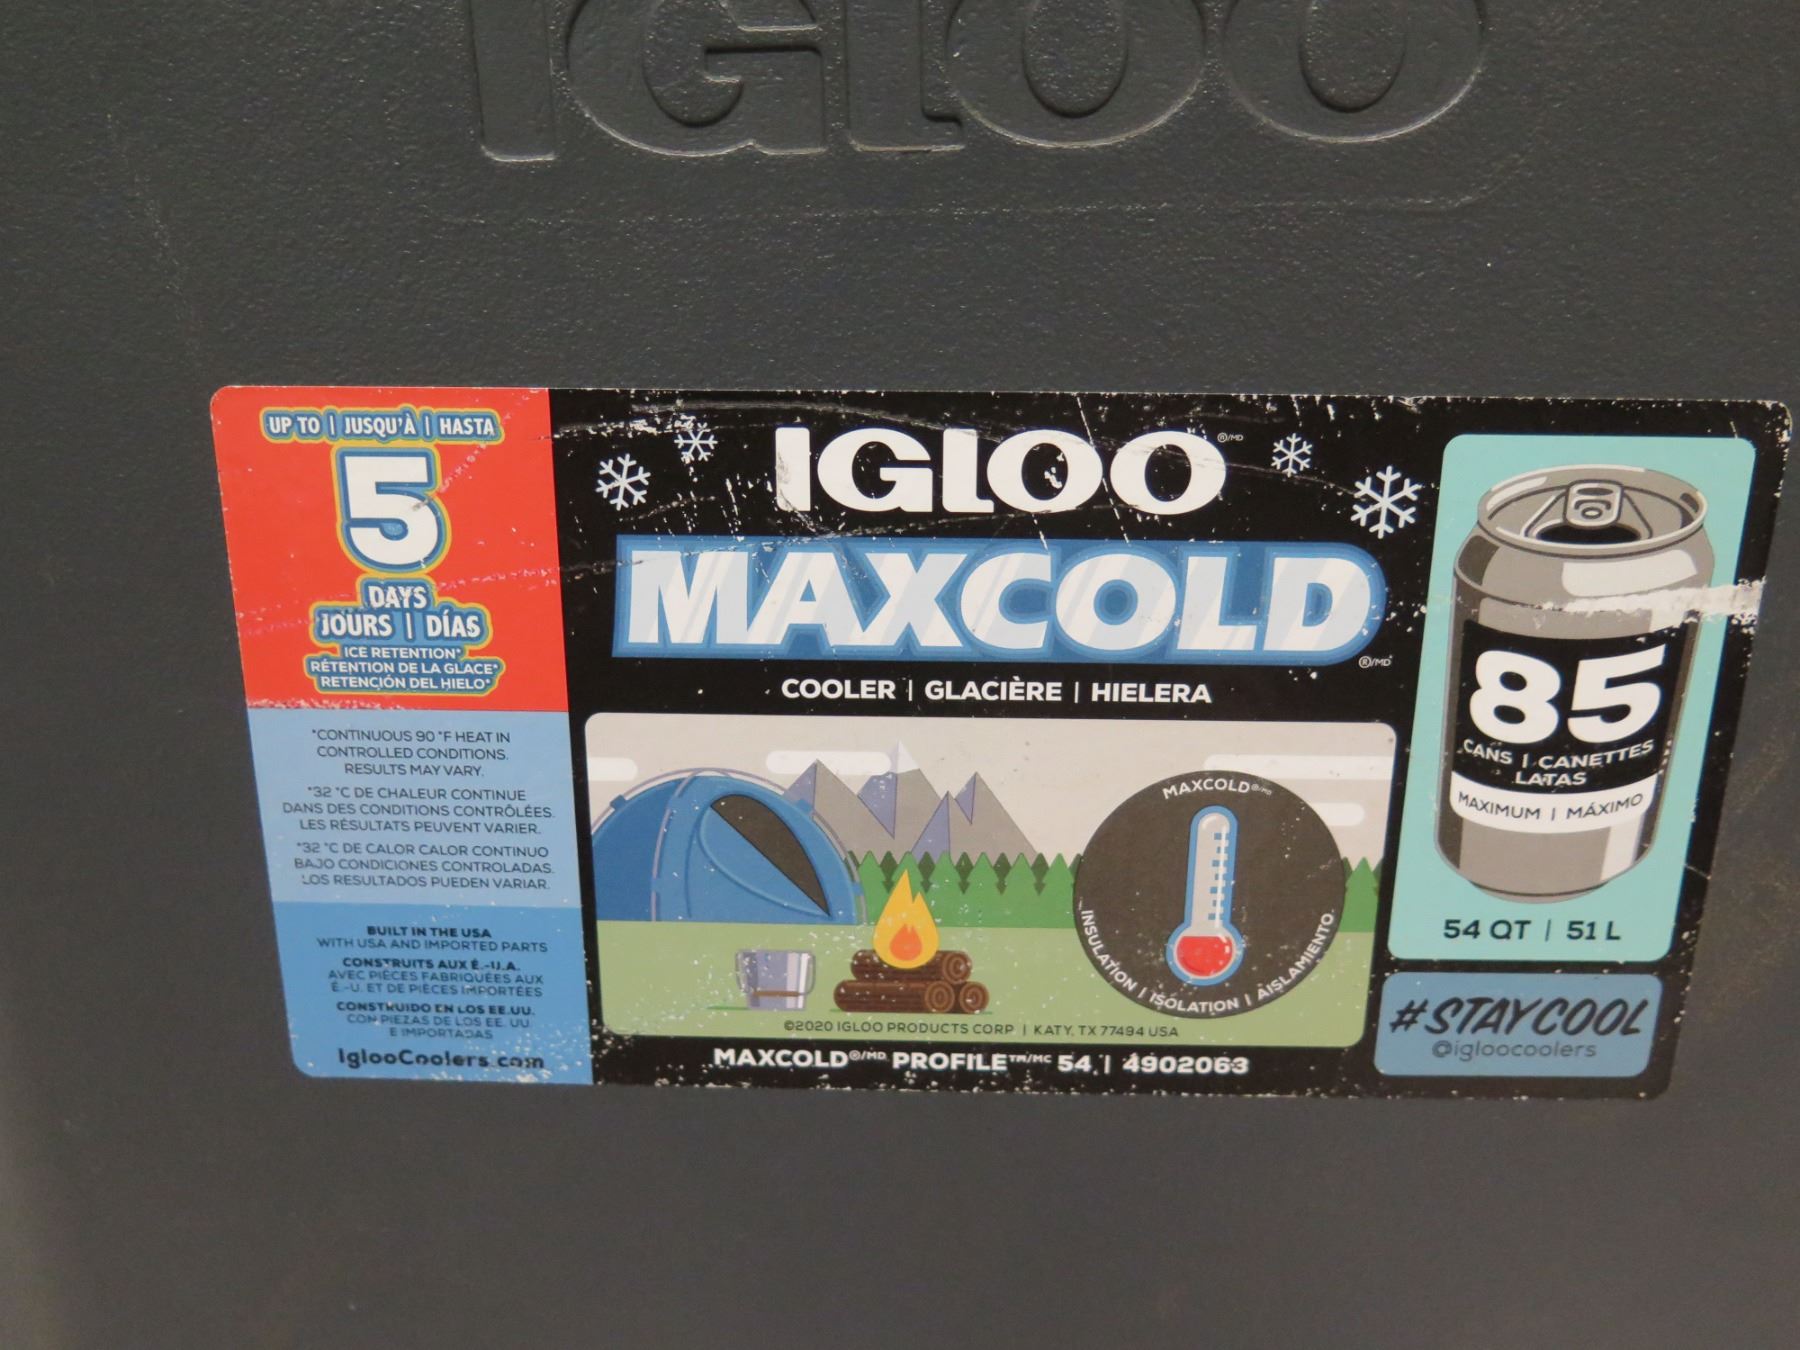 IGLOO
UP TO | JUSQU'À | HASTA
5
DAYS
JOURS | DÍAS
ICE RETENTION*
RÉTENTION DE LA GLACE*
RETENCIÓN DEL HIELO*
*CONTINUOUS 90 °F HEAT IN
CONTROLLED CONDITIONS.
RESULTS MAY VARY.
*32 °C DE CHALEUR CONTINUE
DANS DES CONDITIONS CONTRÔLÉES.
LES RÉSULTATS PEUVENT VARIER.
*32 °C DE CALOR CALOR CONTINUO
BAJO CONDICIONES CONTROLADAS.
LOS RESULTADOS PUEDEN VARIAR.
BUILT IN THE USA
WITH USA AND IMPORTED PARTS
CONSTRUITS AUX É.-U.A.
AVEC PIÈCES FABRIQUÉES AUX
É.-U. ET DE PIÈCES IMPORTÉES
CONSTRUIDO EN LOS EE.UU.
CON PIEZAS DE LOS EE. UU.
E IMPORTADAS
IglooCoolers.com
IGLOO®/MD
MAXCOLD®/MD
COOLER | GLACIÈRE | HIELERA
MAXCOLD®/MD
INSULATION | ISOLATION | AISLAMIENTO
©2020 IGLOO PRODUCTS CORP. | KATY, TX 77494 USA
MAXCOLD®/MD PROFILE™/MC 54 | 4902063
85
CANS | CANETTES
LATAS
MAXIMUM | MÁXIMO
54 QT | 51 L
#STAYCOOL
@igloocoolers